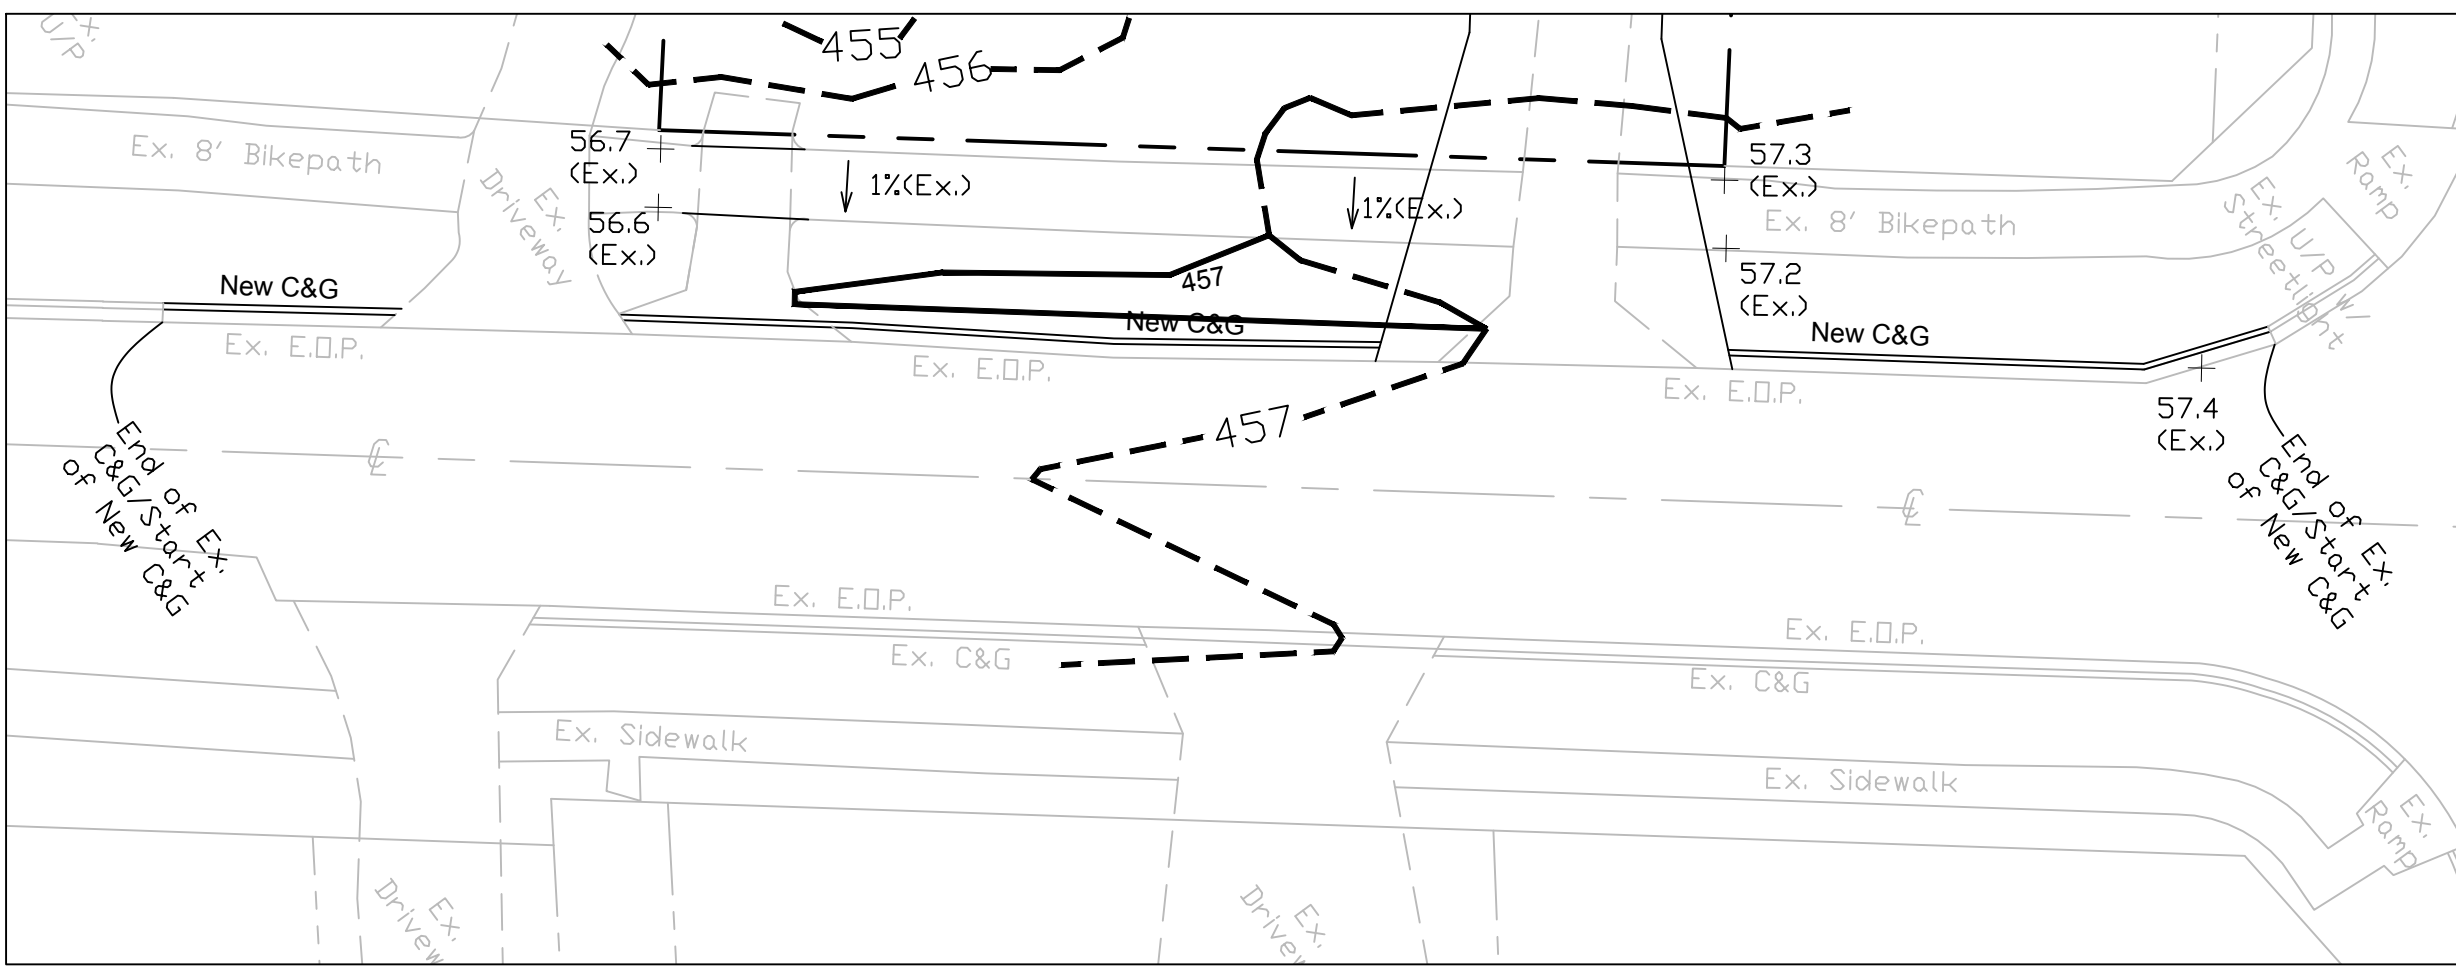 Ex.
U/P
455
456
56.7
(Ex.)
Ex. 8' Bikepath
1%(Ex.)
57.3
(Ex.)
Ex.
Ramp
Ex.
Driveway
56.6
(Ex.)
1%(Ex.)
Ex. 8' Bikepath
Ex.
Streetlight
U/P w/
57.2
(Ex.)
New C&G
457
New C&G
New C&G
Ex. E.O.P.
Ex. E.O.P.
Ex. E.O.P.
457
57.4
(Ex.)
℄
℄
End of Ex.
C&G/Start
of New C&G
End of Ex.
C&G/Start
of New C&G
Ex. E.O.P.
Ex. E.O.P.
Ex. C&G
Ex. C&G
Ex. Sidewalk
Ex. Sidewalk
Ex.
Ramp
Ex.
Drivew
Ex.
Drivew